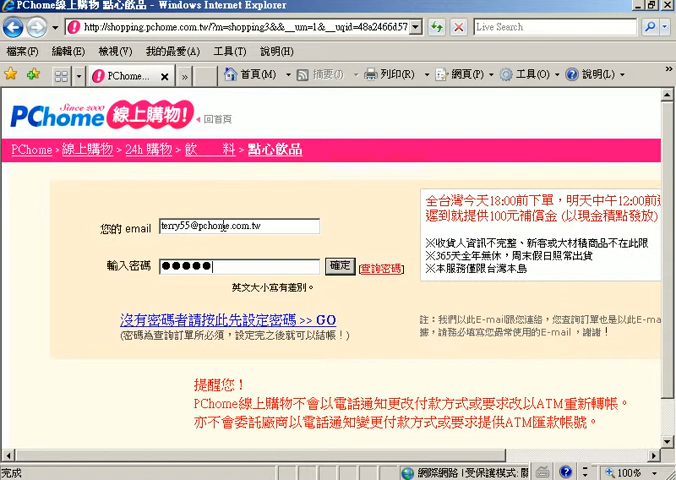 PChome線上購物 點心飲品 - Windows Internet Explorer
http://shopping.pchome.com.tw/?m=shopping3&&__um=1&__uqid=48a2466d57
Live Search
檔案(F) 編輯(E) 檢視(V) 我的最愛(A) 工具(T) 說明(H)
PChome... 首頁(M) 摘要(J) 列印(R) 網頁(P) 工具(O) 說明(L)
Since 2000
PChome 線上購物! 回首頁
PChome > 線上購物 > 24h 購物 > 飲 料 > 點心飲品
全台灣今天18:00前下單，明天中午12:00前
遲到就提供100元補償金 (以現金積點發放)
您的 email terry55@pchome.com.tw
※收貨人資訊不完整、新客或大材積商品不在此限
※365天全年無休，周末假日照常出貨
※本服務僅限台灣本島
輸入密碼 ●●●●● 確定 [查詢密碼]
英文大小寫有差別。
沒有密碼者請按此先設定密碼 >> GO
(密碼為查詢訂單所必須，設定完之後就可以結帳！)
註：我們以此E-mail跟您連絡，您查詢訂單也是以此E-ma
據，請務必填寫您最常使用的E-mail，謝謝！
提醒您！
PChome線上購物不會以電話通知更改付款方式或要求改以ATM重新轉帳。
亦不會委託廠商以電話通知變更付款方式或要求提供ATM匯款帳號。
完成 網際網路 | 受保護模式: 關 100%